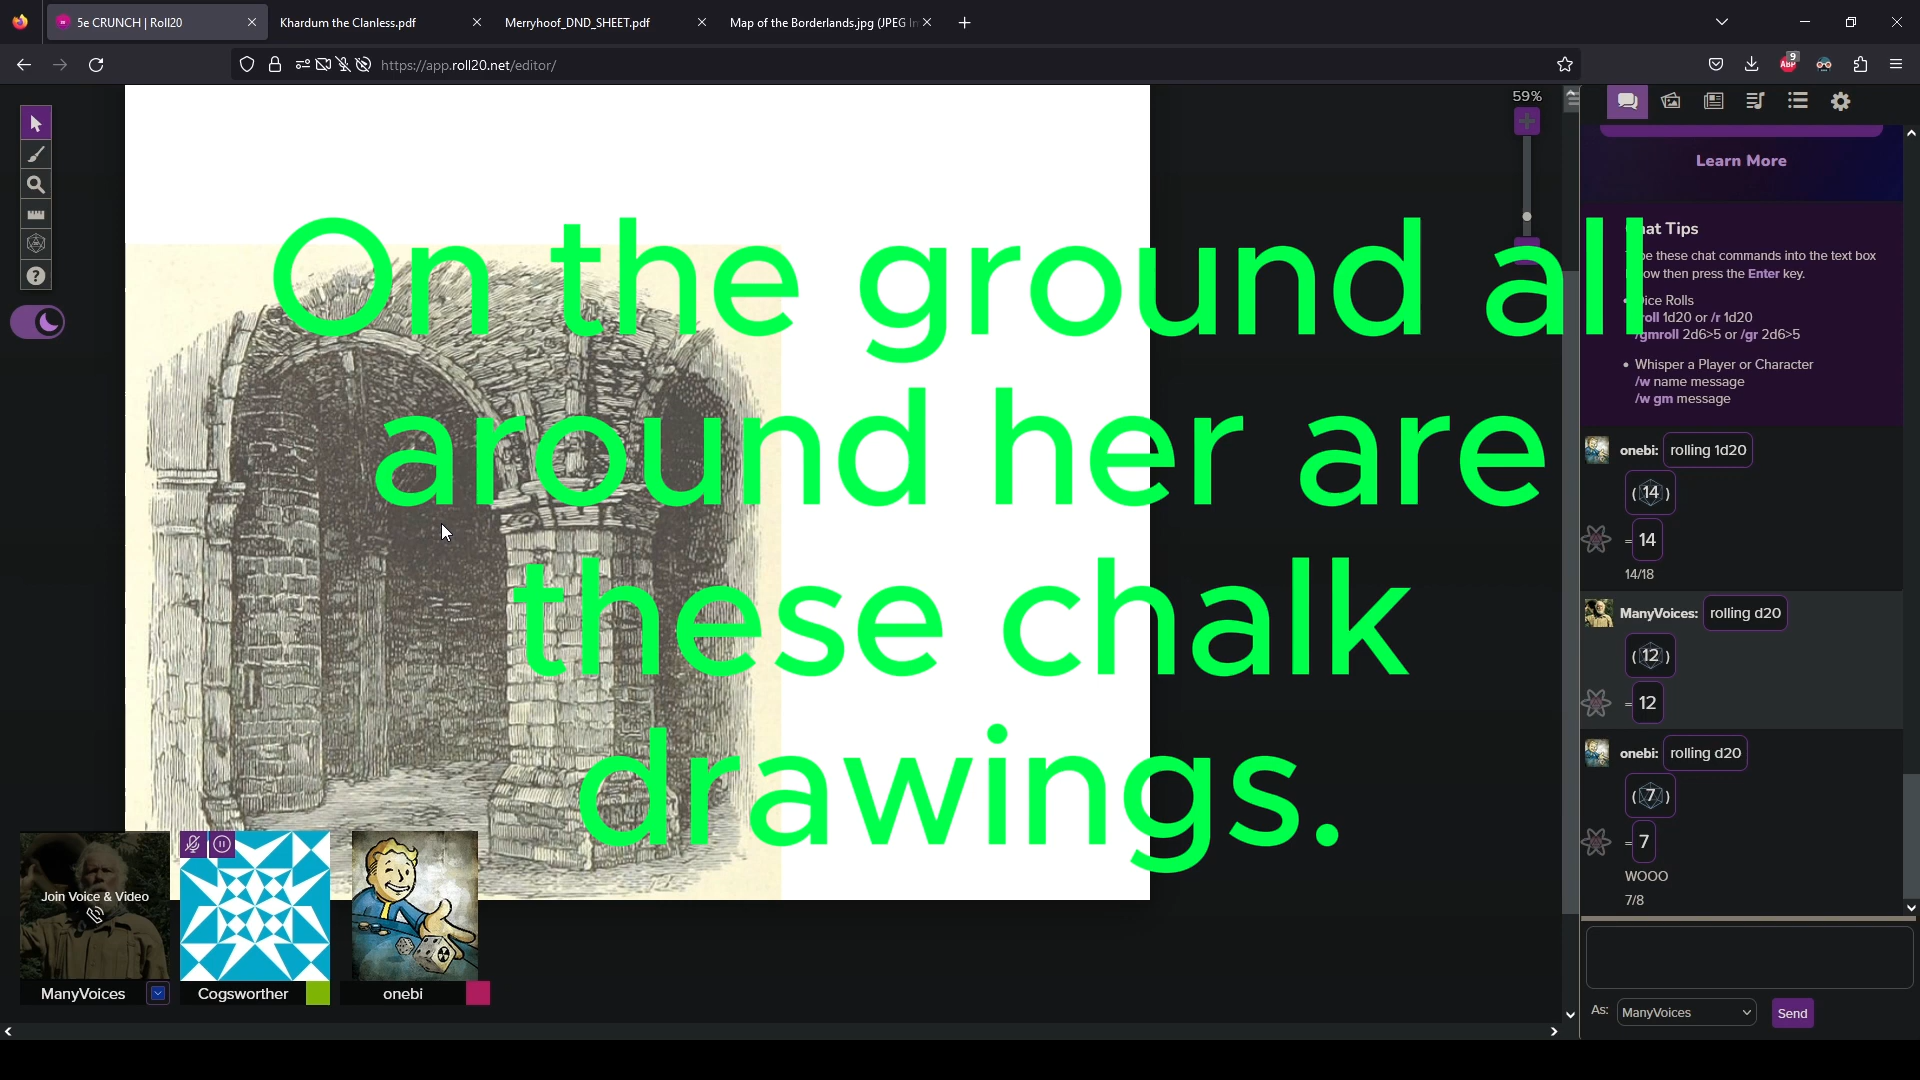 5e CRUNCH | Roll20
Khardum the Clanless.pdf
Merryhoof_DND_SHEET.pdf
Map of the Borderlands.jpg (JPEG
https://app.roll20.net/editor/
9
ABP
59%
Learn More
On the ground all
around her are
these chalk
drawings.
at Tips
these chat commands into the text box
then press the Enter key.
Dice Rolls
roll 1d20 or /r 1d20
/gmroll 2d6>5 or /gr 2d6>5
• Whisper a Player or Character
/w name message
/w gm message
onebi: rolling 1d20
(14)
=14
14/18
ManyVoices: rolling d20
(12)
=12
onebi: rolling d20
(7)
=7
WOOO
7/8
Join Voice & Video
ManyVoices
Cogsworther
onebi
As: ManyVoices Send